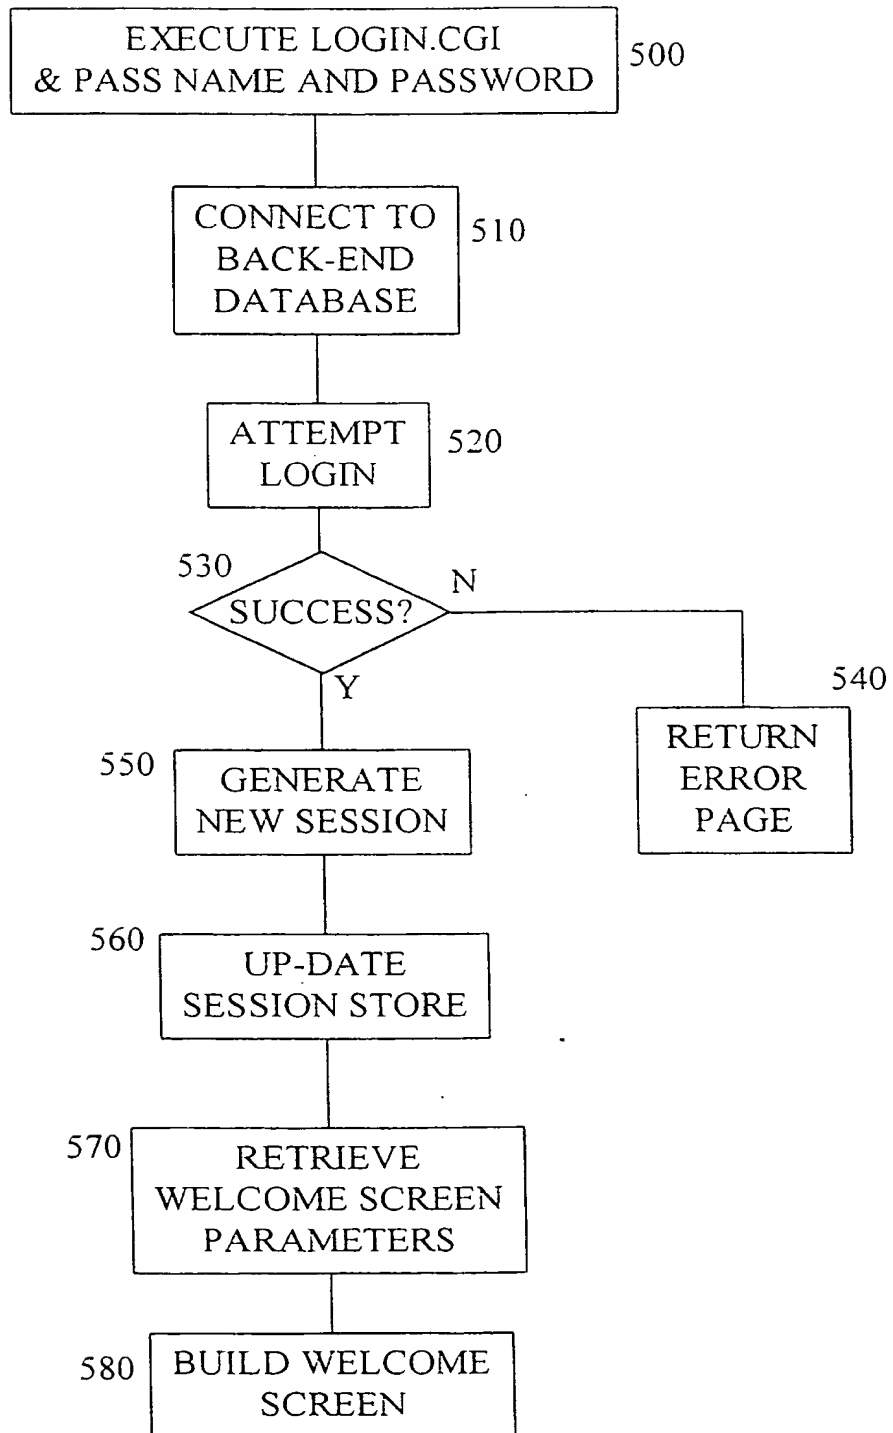 EXECUTE LOGIN.CGI
& PASS NAME AND PASSWORD
500
CONNECT TO
BACK-END
DATABASE
510
ATTEMPT
LOGIN
520
530
SUCCESS?
N
Y
540
RETURN
ERROR
PAGE
550
GENERATE
NEW SESSION
560
UP-DATE
SESSION STORE
570
RETRIEVE
WELCOME SCREEN
PARAMETERS
580
BUILD WELCOME
SCREEN